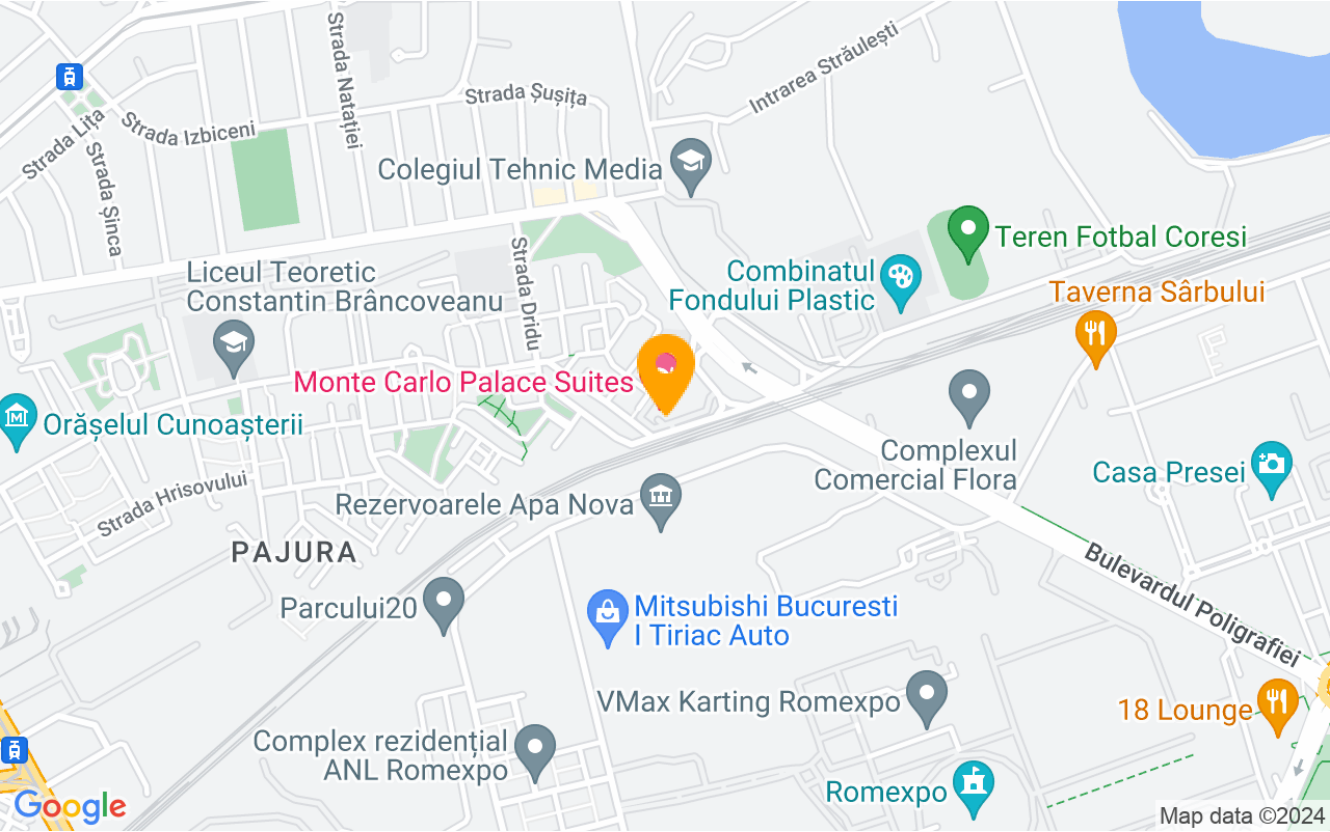 Strada Natației
Intrarea Străulești
Strada Șușița
Strada Lița
Strada Izbiceni
Strada Șinca
Colegiul Tehnic Media
Teren Fotbal Coresi
Strada Dridu
Liceul Teoretic
Constantin Brâncoveanu
Combinatul
Fondului Plastic
Taverna Sârbului
Monte Carlo Palace Suites
Orășelul Cunoașterii
M
Complexul
Comercial Flora
Casa Presei
Strada Hrisovului
Rezervoarele Apa Nova
PAJURA
Bulevardul Poligrafiei
Parcului20
Mitsubishi Bucuresti
I Tiriac Auto
VMax Karting Romexpo
18 Lounge
Complex rezidențial
ANL Romexpo
Romexpo
Google
Map data ©2024